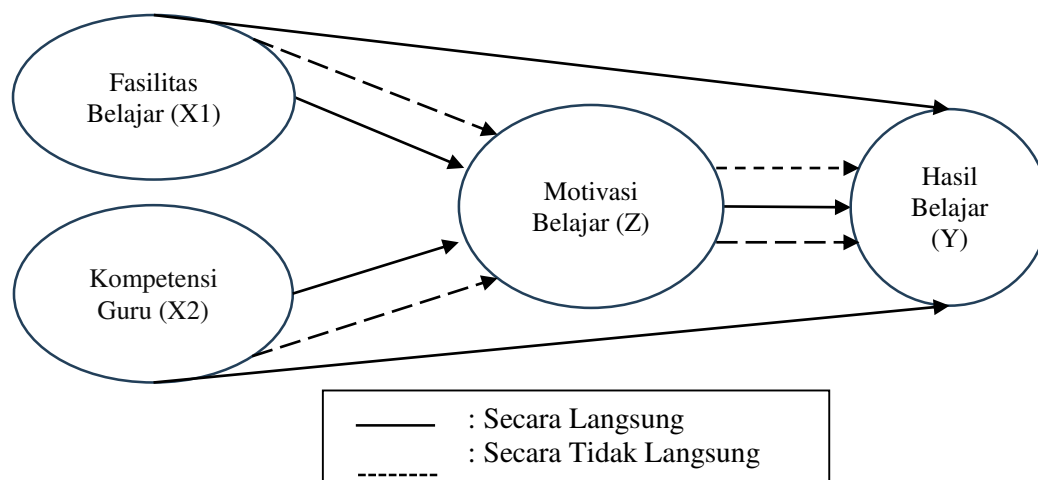 Fasilitas
Belajar (X1)
Motivasi
Belajar (Z)
Hasil
Belajar
(Y)
Kompetensi
Guru (X2)
: Secara Langsung
: Secara Tidak Langsung